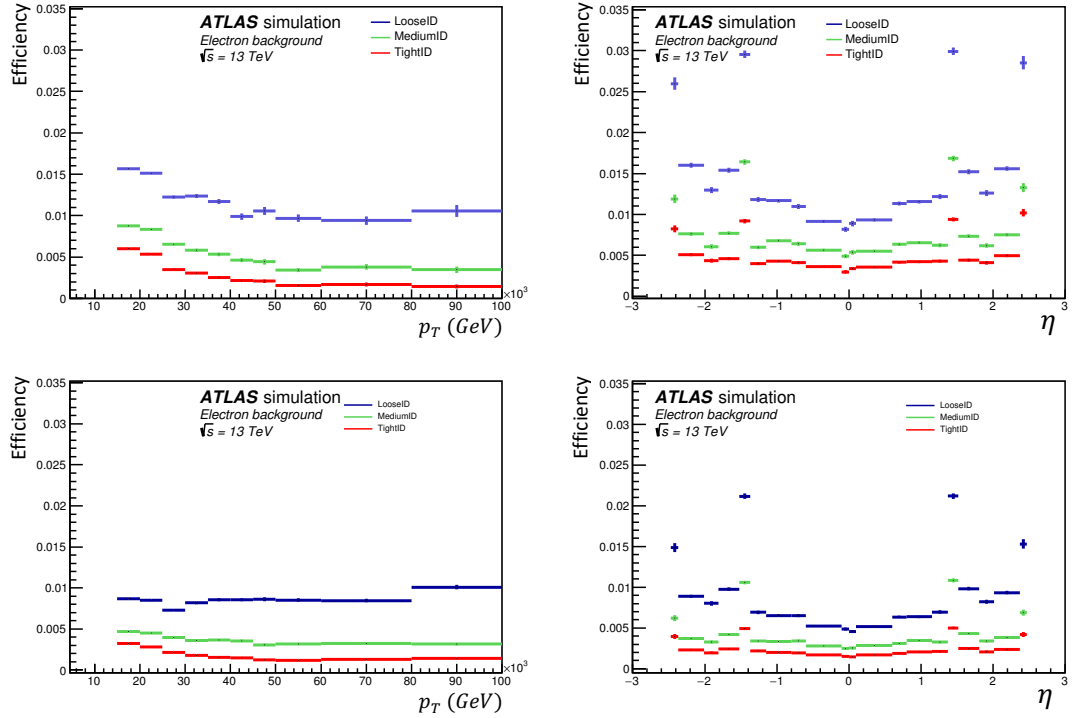 Efficiency
0.035
0.03
0.025
0.02
0.015
0.01
0.005
0
ATLAS simulation
Electron background
√s = 13 TeV
LooseID
MediumID
TightID
10 20 30 40 50 60 70 80 90 100
×10³
p_T (GeV)
Efficiency
0.035
0.03
0.025
0.02
0.015
0.01
0.005
0
ATLAS simulation
Electron background
√s = 13 TeV
LooseID
MediumID
TightID
−3 −2 −1 0 1 2 3
η
Efficiency
0.035
0.03
0.025
0.02
0.015
0.01
0.005
0
ATLAS simulation
Electron background
√s = 13 TeV
LooseID
MediumID
TightID
10 20 30 40 50 60 70 80 90 100
×10³
p_T (GeV)
Efficiency
0.035
0.03
0.025
0.02
0.015
0.01
0.005
0
ATLAS simulation
Electron background
√s = 13 TeV
LooseID
MediumID
TightID
−3 −2 −1 0 1 2 3
η